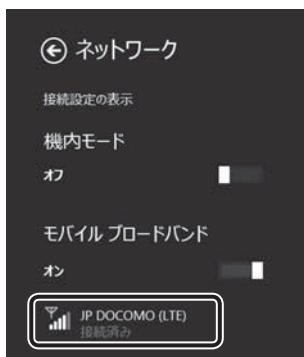 ネットワーク
接続設定の表示
機内モード
オフ
モバイル ブロードバンド
オン
JP DOCOMO (LTE)
接続済み